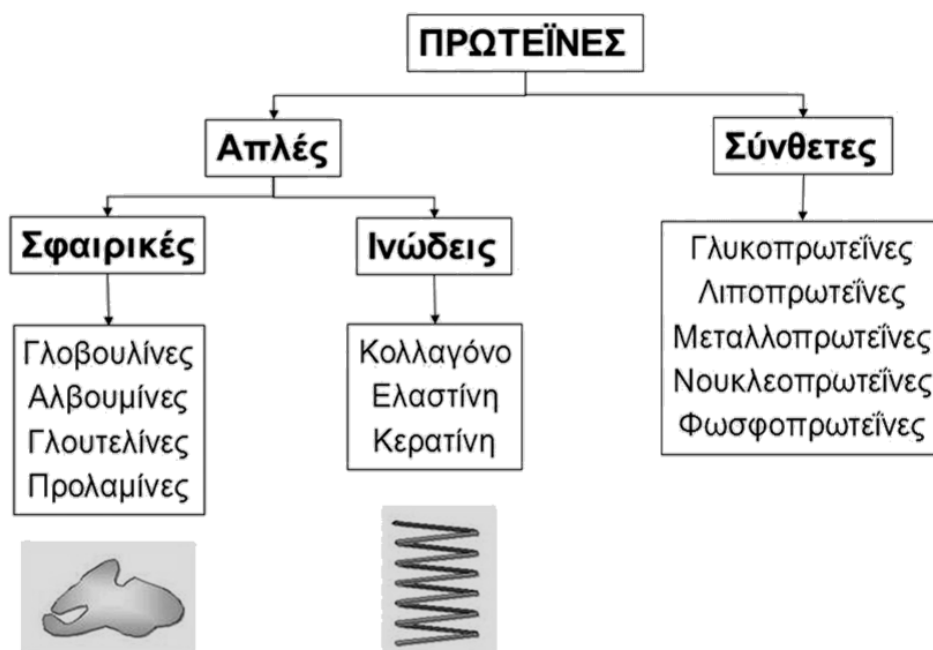 ΠΡΩΤΕΪΝΕΣ
Απλές
Σύνθετες
Σφαιρικές
Ινώδεις
Γλοβουλίνες
Αλβουμίνες
Γλουτελίνες
Προλαμίνες
Κολλαγόνο
Ελαστίνη
Κερατίνη
Γλυκοπρωτεΐνες
Λιποπρωτεΐνες
Μεταλλοπρωτεΐνες
Νουκλεοπρωτεΐνες
Φωσφοπρωτεΐνες